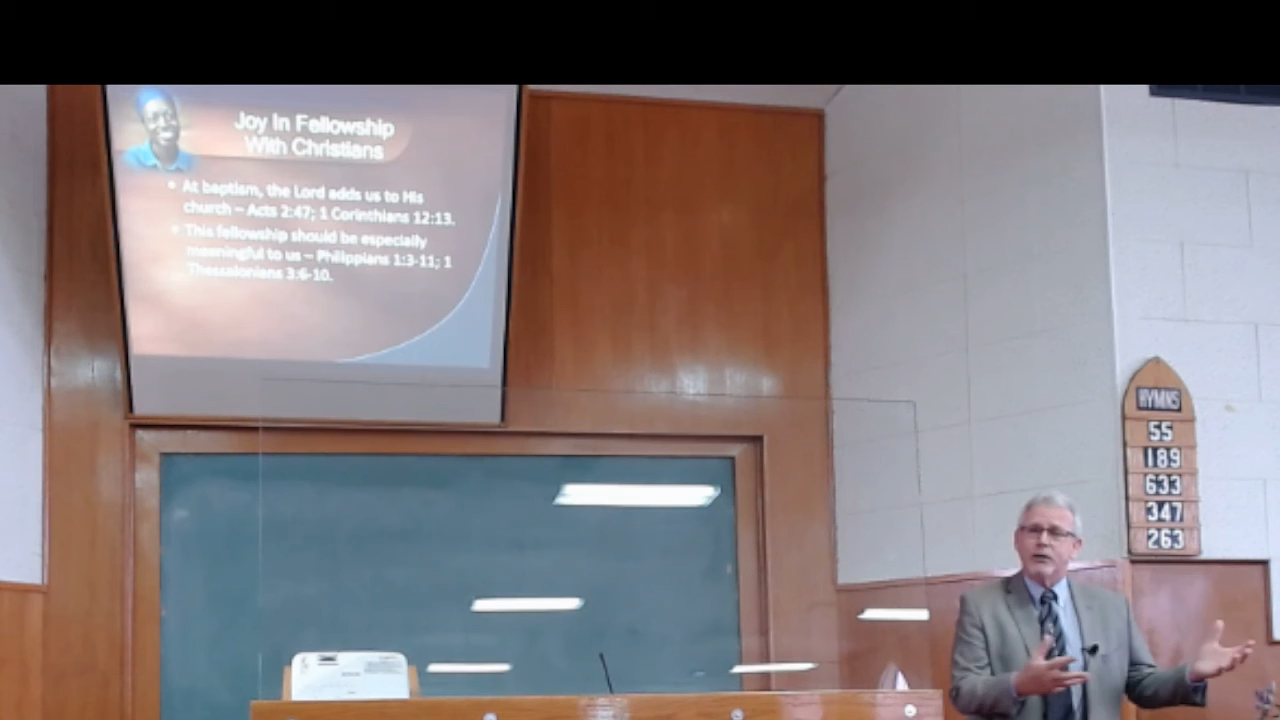 Joy In Fellowship
With Christians
• At baptism, the Lord adds us to His
church – Acts 2:47; 1 Corinthians 12:13.
• This fellowship should be especially
meaningful to us – Philippians 1:3-11; 1
Thessalonians 3:6-10.
HYMNS
55
189
633
347
263